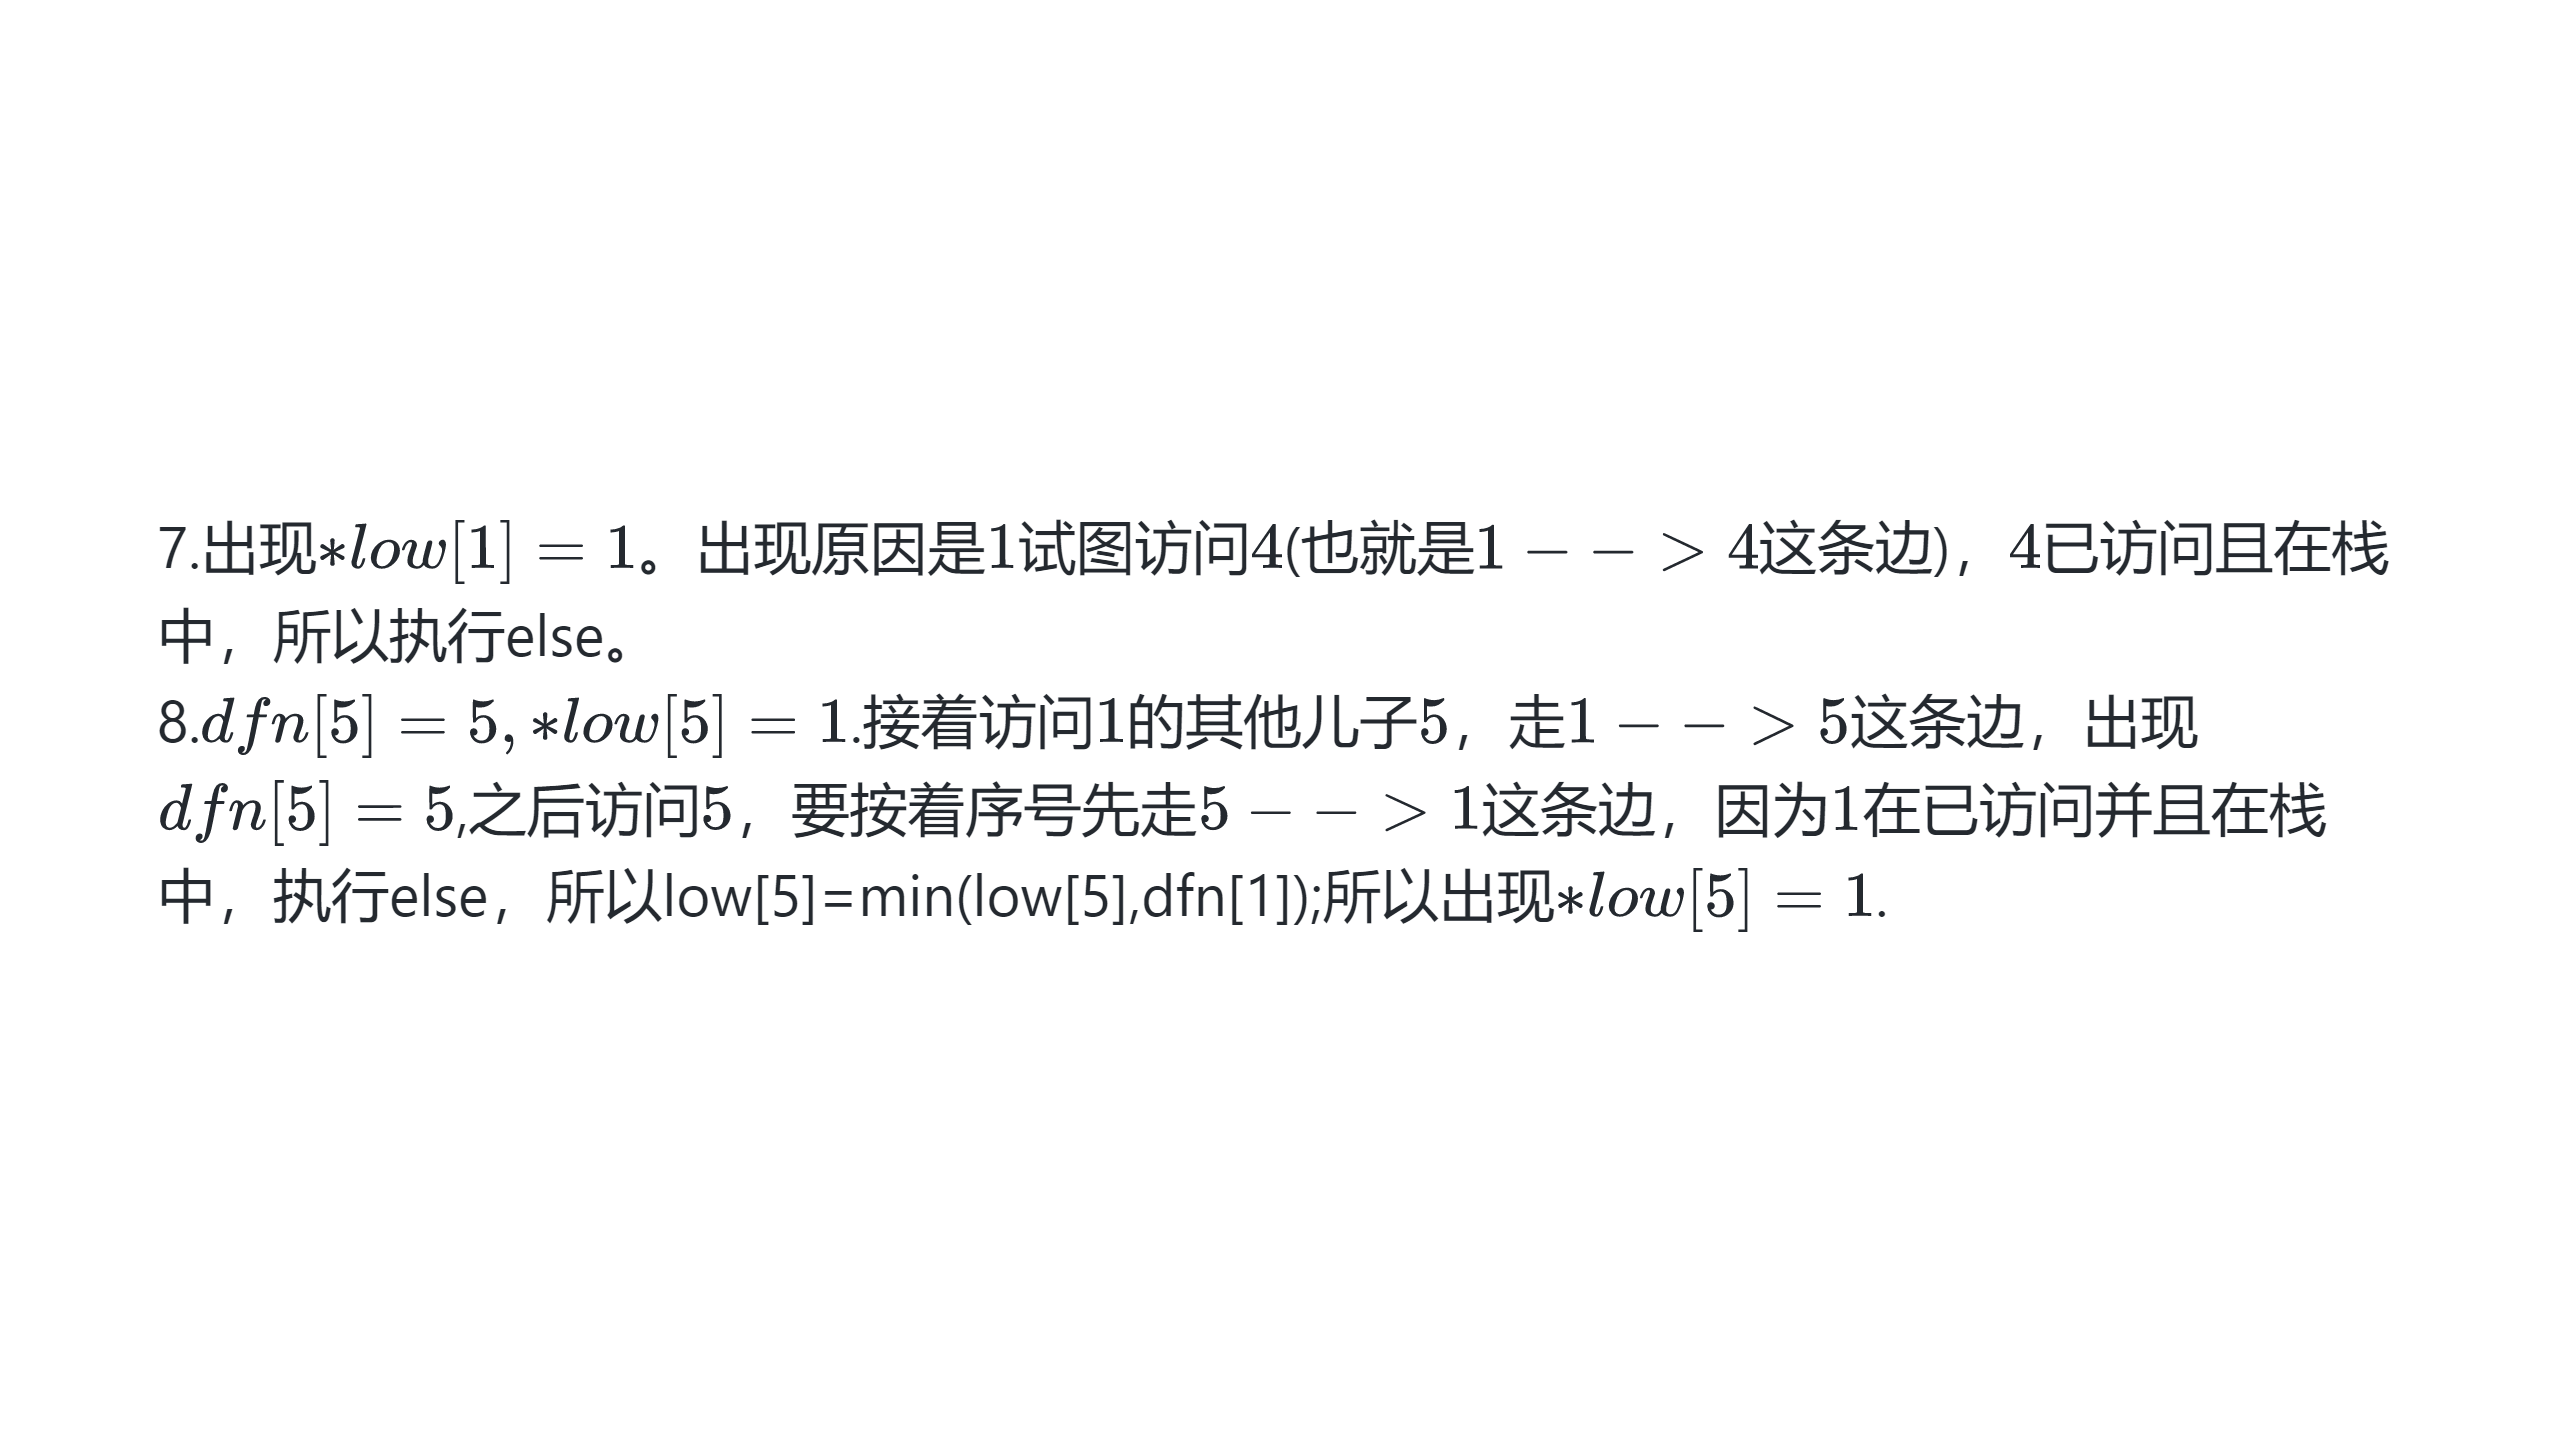 7.出现*low[1] = 1。出现原因是1试图访问4(也就是1 − − > 4这条边)，4已访问且在栈
中，所以执行else。
8.dfn[5] = 5, *low[5] = 1.接着访问1的其他儿子5，走1 − − > 5这条边，出现
dfn[5] = 5,之后访问5，要按着序号先走5 − − > 1这条边，因为1在已访问并且在栈
中，执行else，所以low[5]=min(low[5],dfn[1]);所以出现*low[5] = 1.